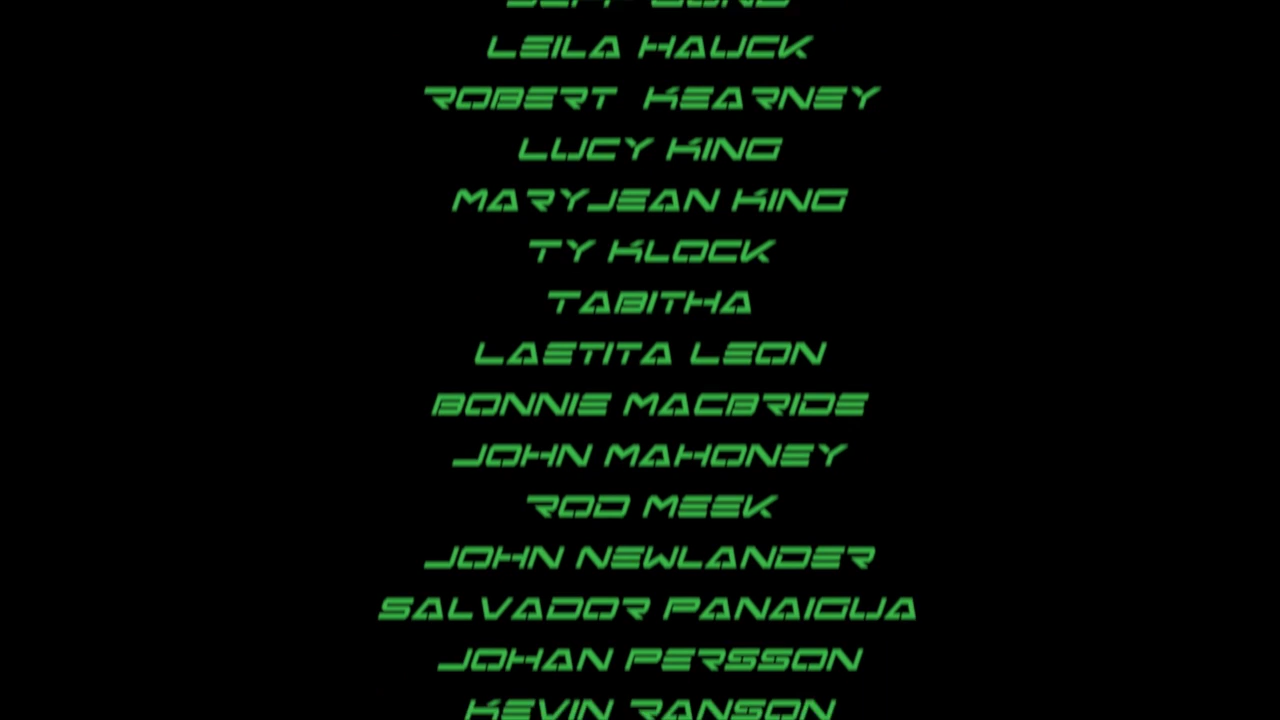 LEILA HAUCK
ROBERT KEARNEY
LUCY KING
MARYJEAN KING
TY KLOCK
TABITHA
LAETITA LEON
BONNIE MACBRIDE
JOHN MAHONEY
ROD MEEK
JOHN NEWLANDER
SALVADOR PANAIGUA
JOHAN PERSSON
KEVIN RANSON